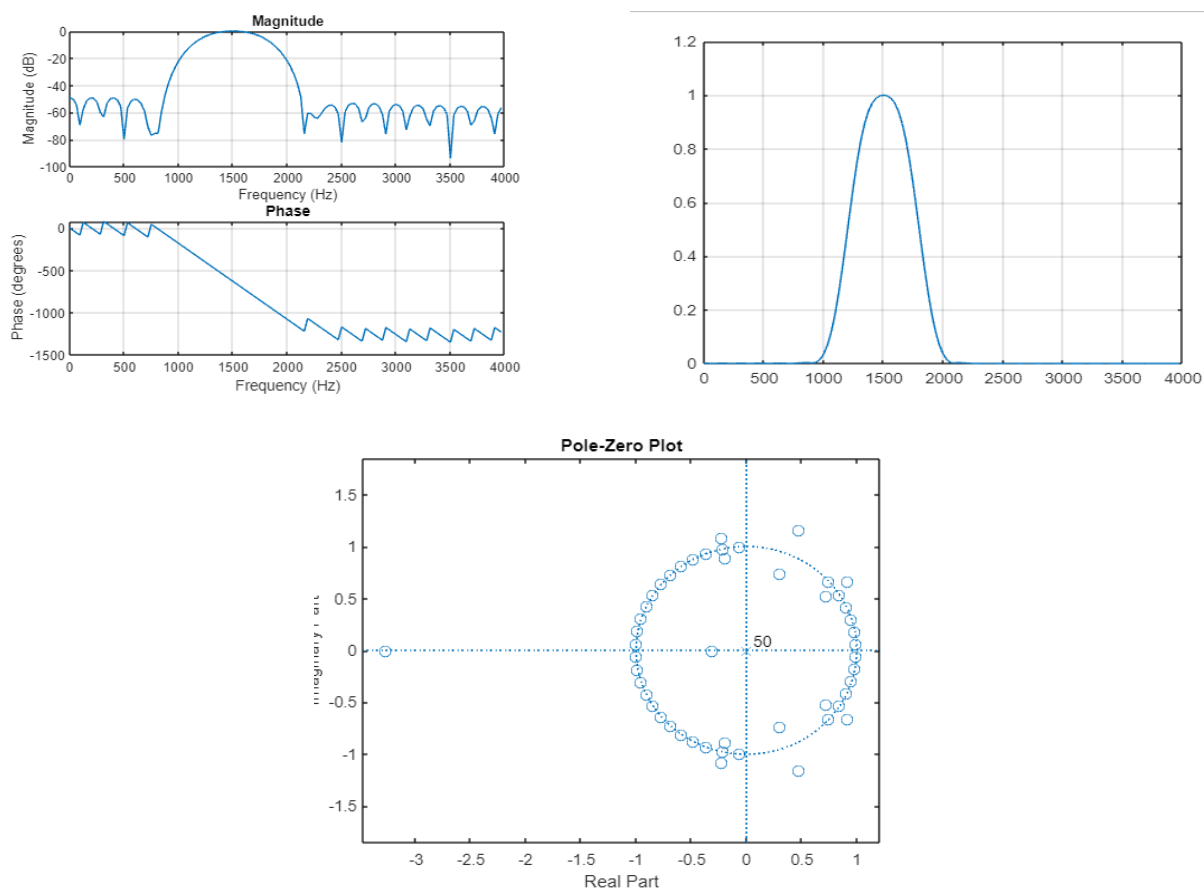 Magnitude
0
-20
-40
-60
-80
-100
Magnitude (dB)
0 500 1000 1500 2000 2500 3000 3500 4000
Frequency (Hz)
Phase
0
-500
-1000
-1500
Phase (degrees)
0 500 1000 1500 2000 2500 3000 3500 4000
Frequency (Hz)
1.2
1
0.8
0.6
0.4
0.2
0
0 500 1000 1500 2000 2500 3000 3500 4000
Pole-Zero Plot
1.5
1
0.5
0
-0.5
-1
-1.5
50
-3 -2.5 -2 -1.5 -1 -0.5 0 0.5 1
Real Part